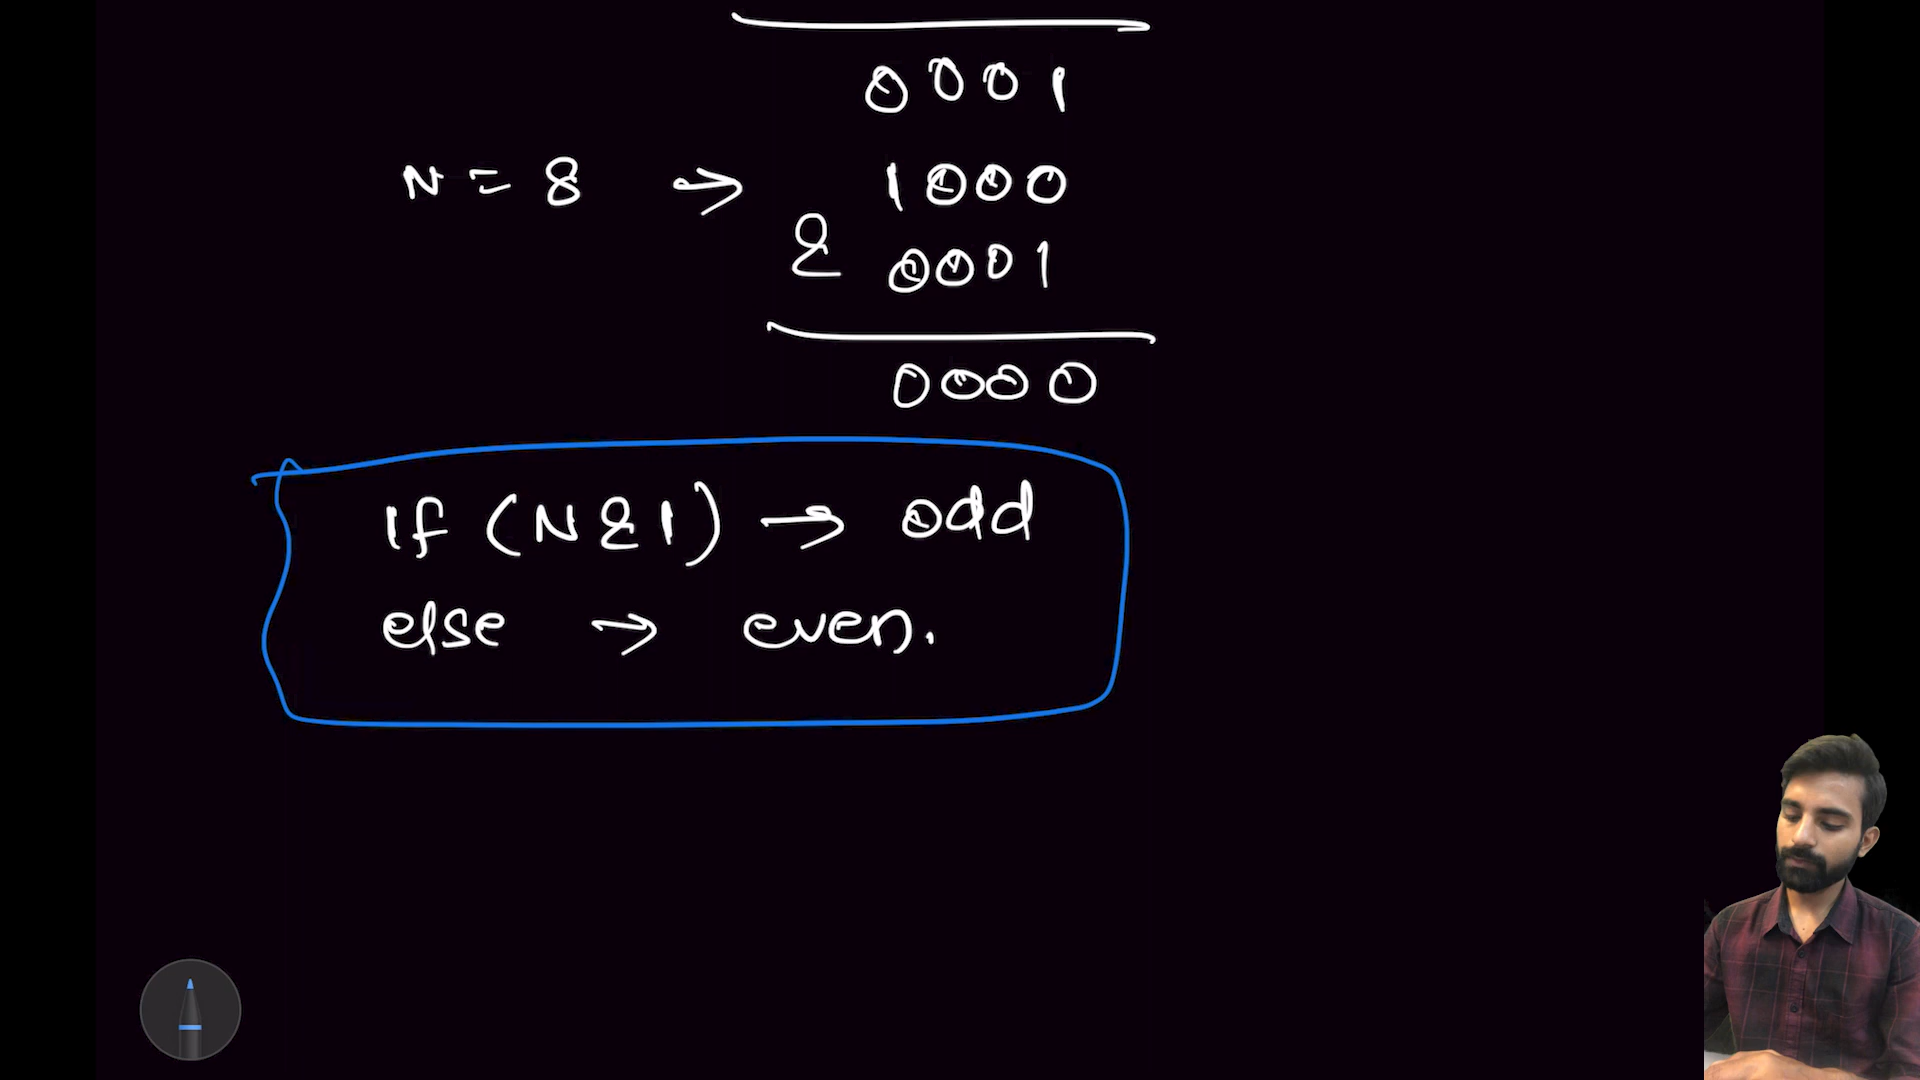 0001
N = 8 → 1000
& 0001
0000
if (N & 1) → odd
else → even.